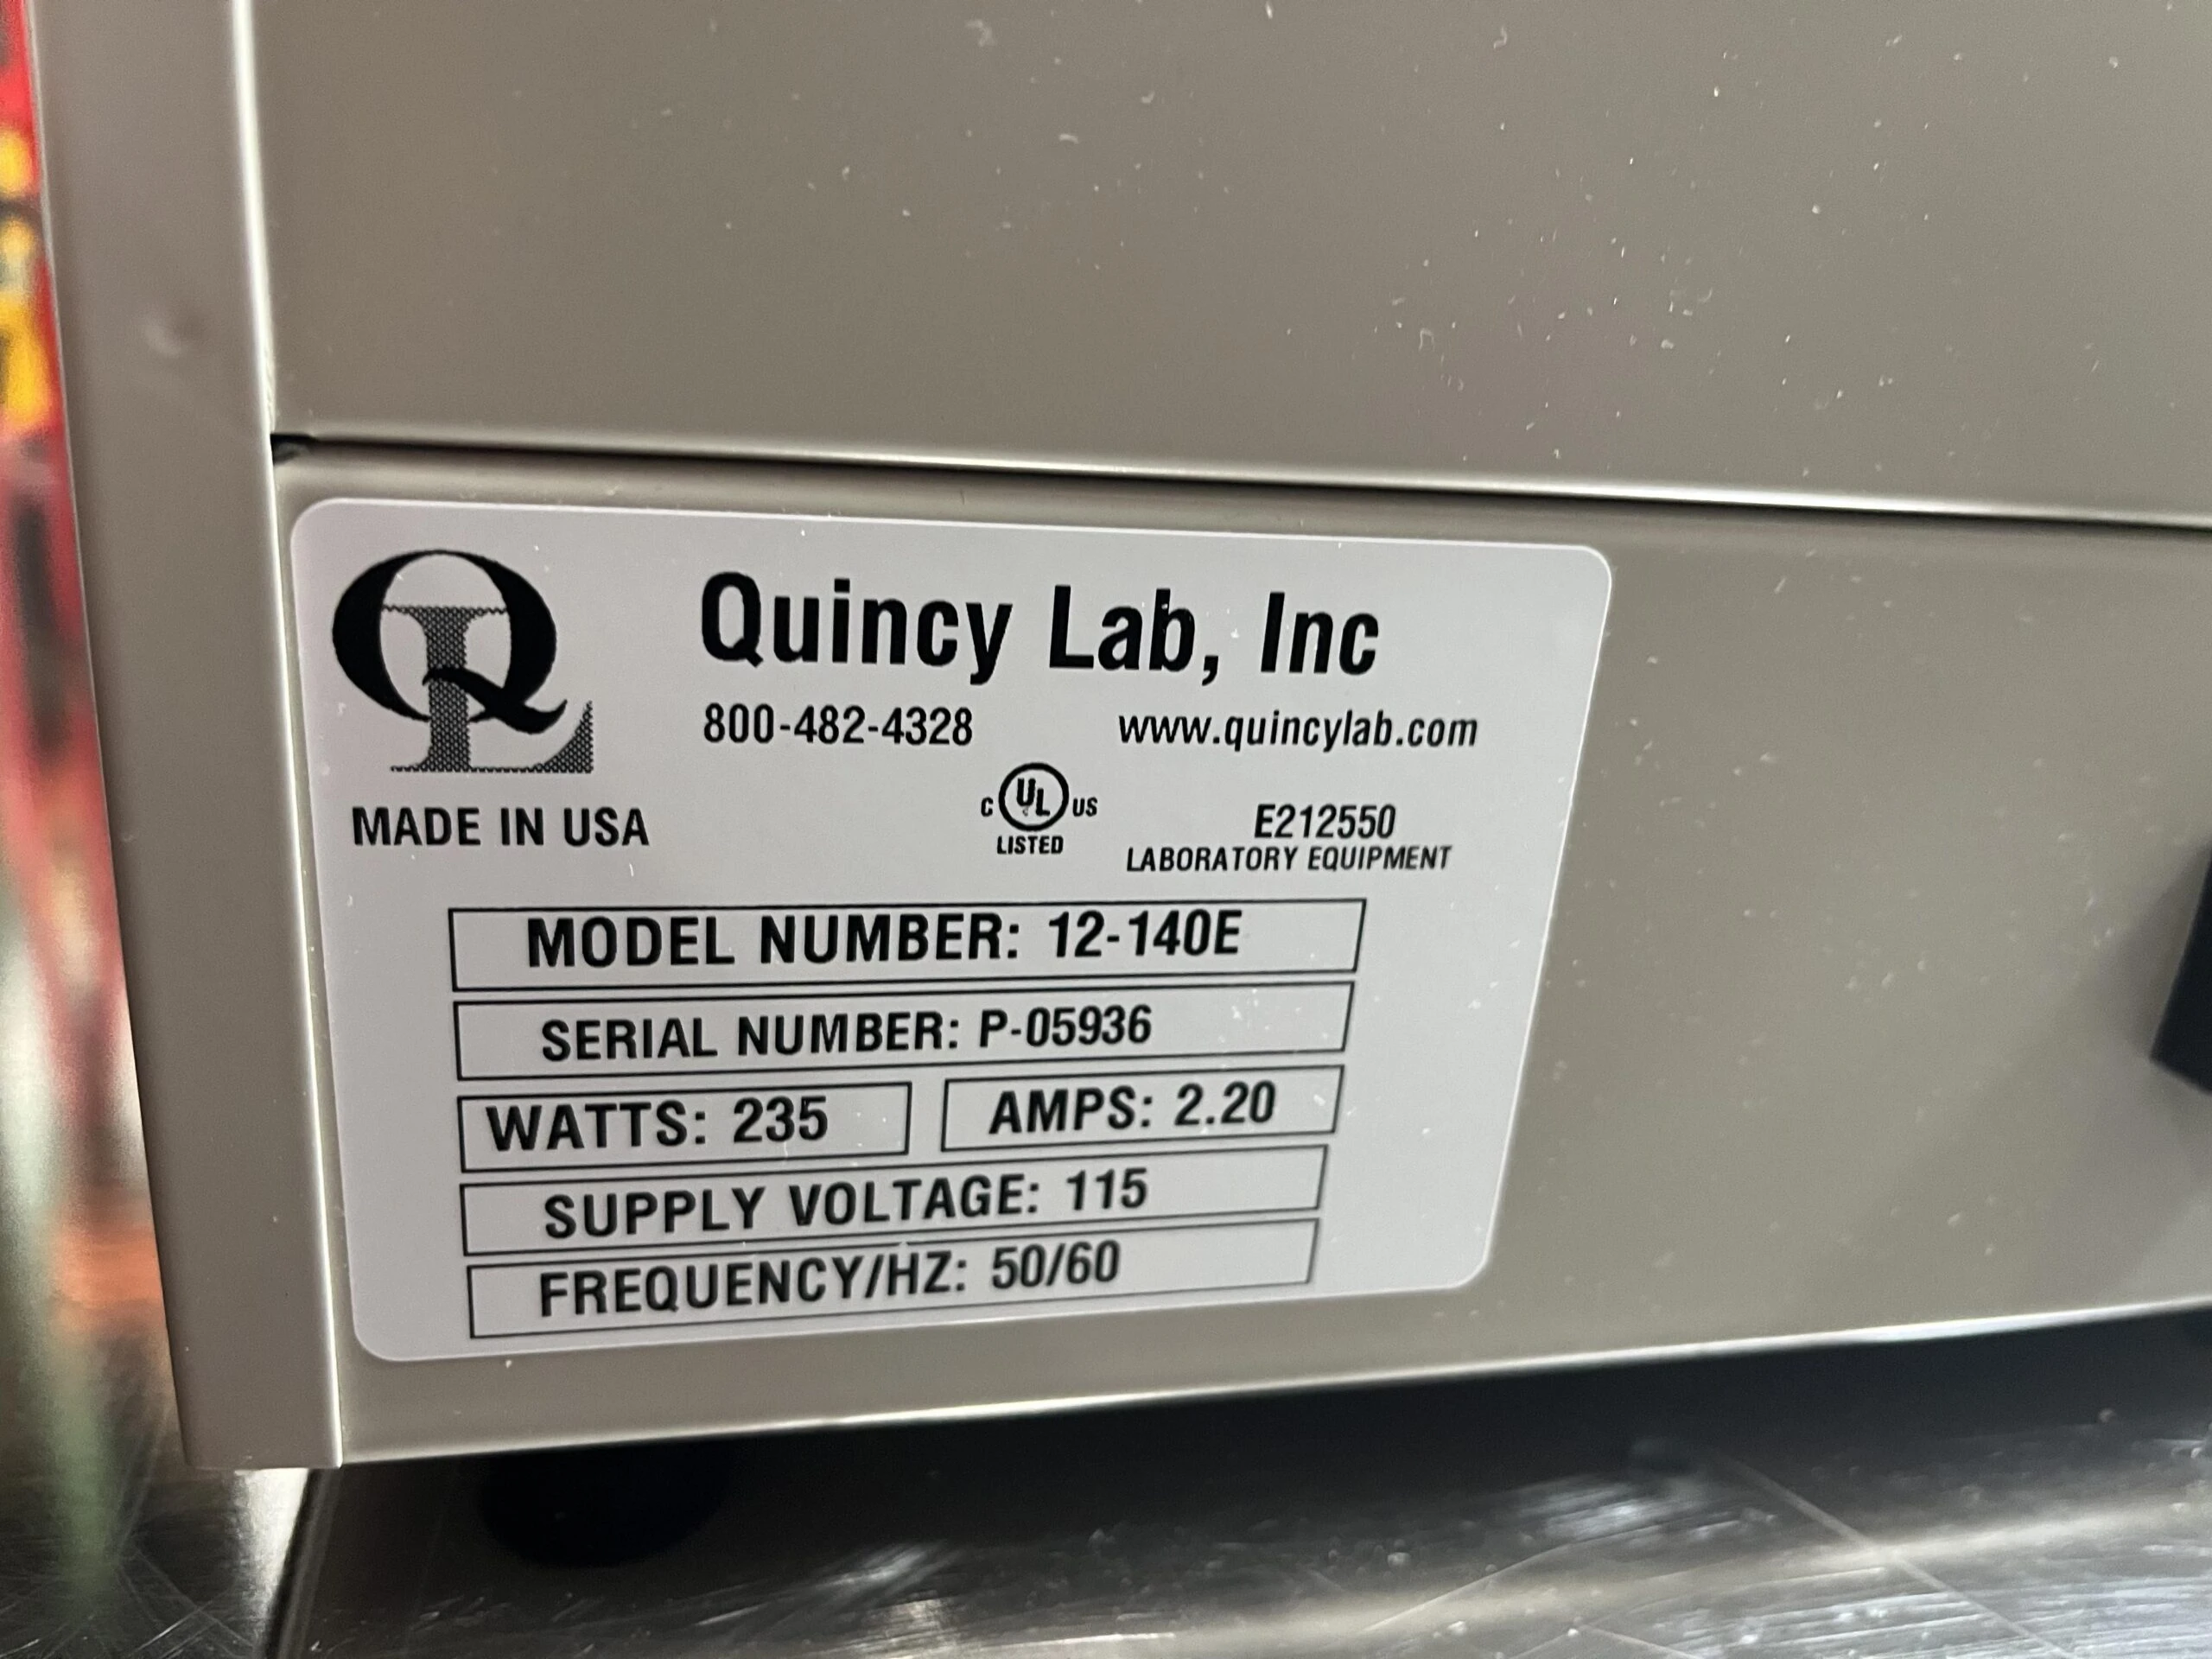 QL
Quincy Lab, Inc
800-482-4328 www.quincylab.com
MADE IN USA
C UL US
LISTED
E212550
LABORATORY EQUIPMENT
MODEL NUMBER: 12-140E
SERIAL NUMBER: P-05936
WATTS: 235 AMPS: 2.20
SUPPLY VOLTAGE: 115
FREQUENCY/HZ: 50/60